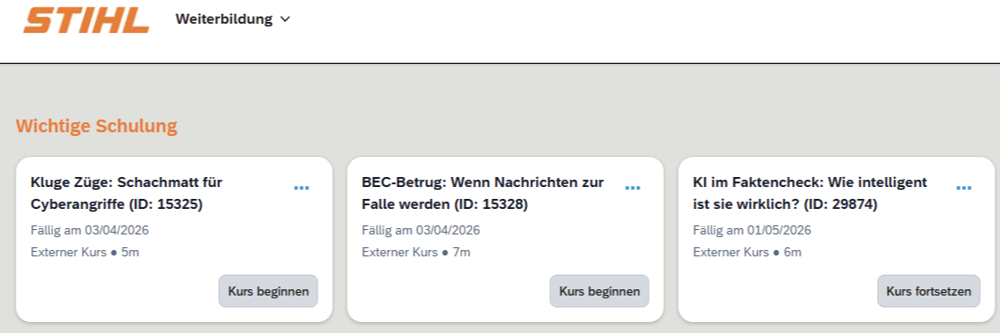 STIHL
Weiterbildung
Wichtige Schulung
Kluge Züge: Schachmatt für
Cyberangriffe (ID: 15325)
Fällig am 03/04/2026
Externer Kurs ● 5m
Kurs beginnen
BEC-Betrug: Wenn Nachrichten zur
Falle werden (ID: 15328)
Fällig am 03/04/2026
Externer Kurs ● 7m
Kurs beginnen
KI im Faktencheck: Wie intelligent
ist sie wirklich? (ID: 29874)
Fällig am 01/05/2026
Externer Kurs ● 6m
Kurs fortsetzen